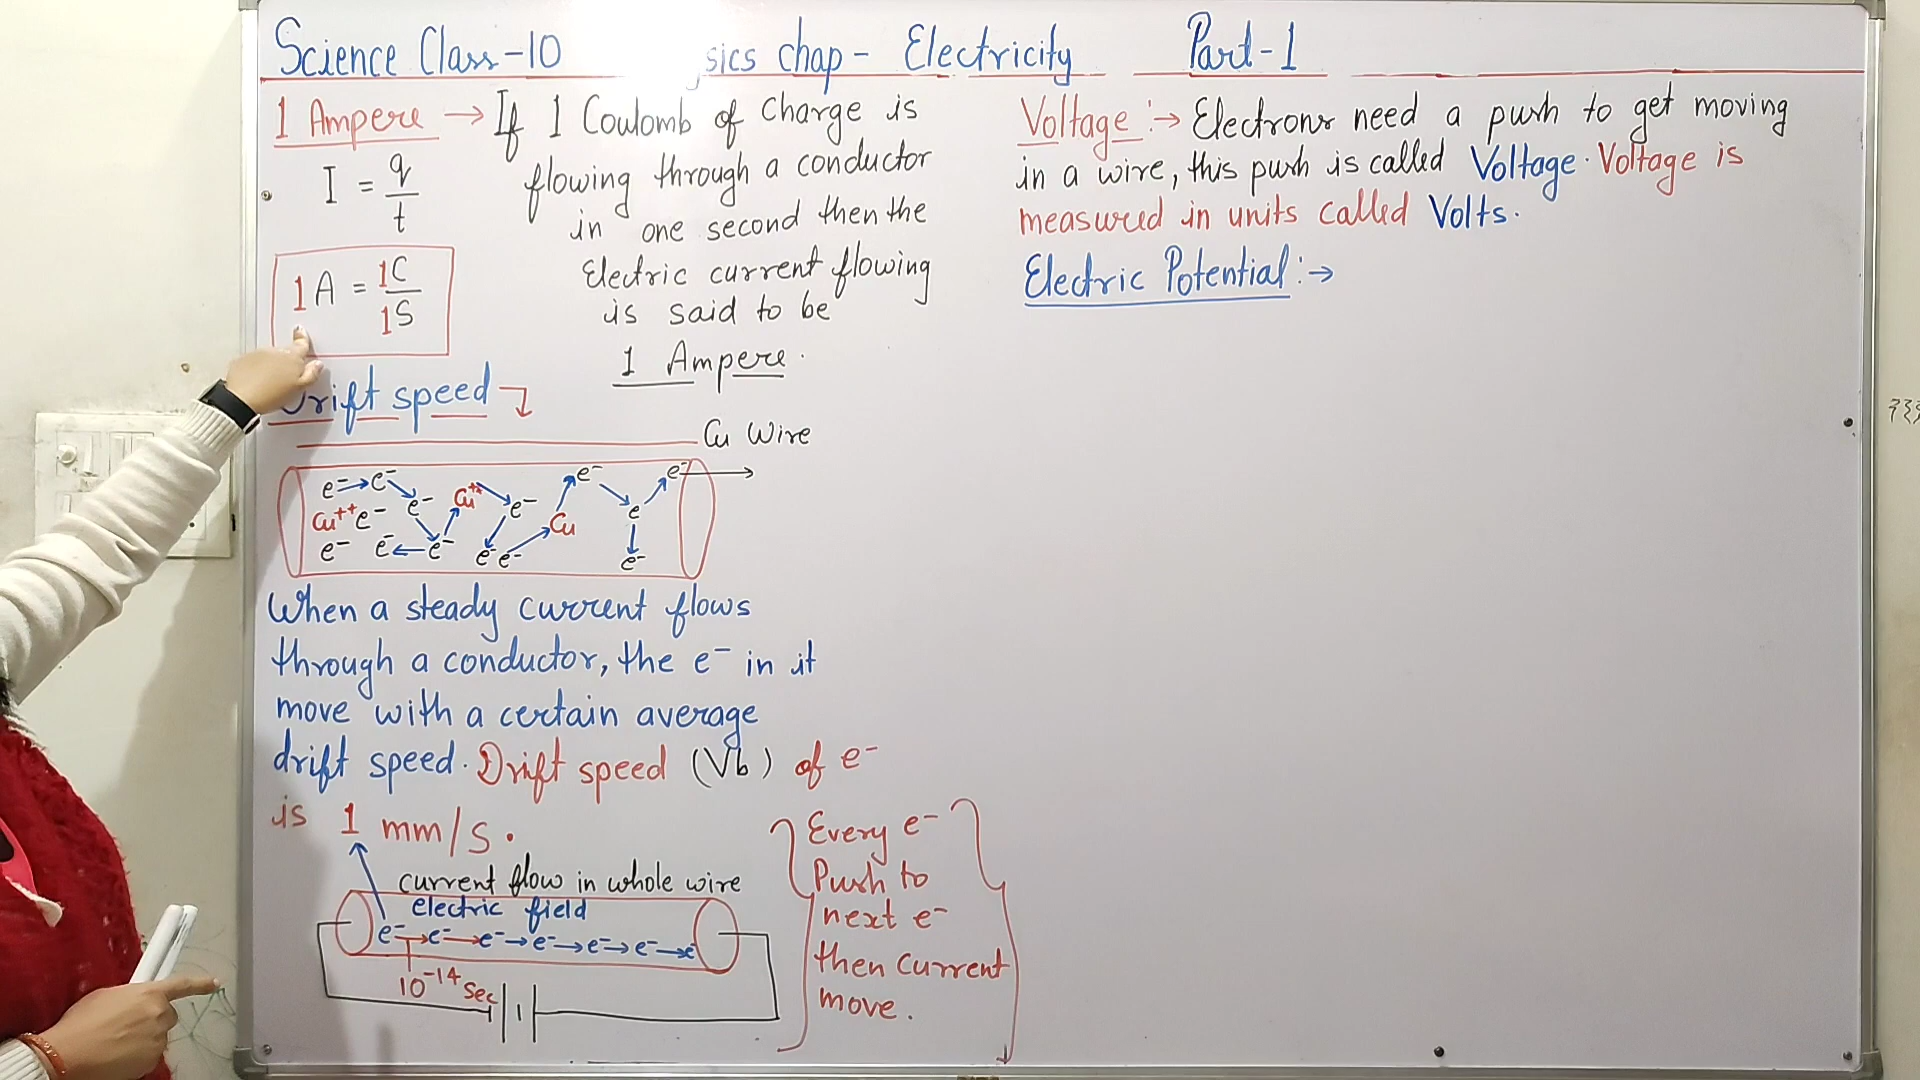 Science Class-10 sics chap- Electricity Part-1
1 Ampere → If 1 Coulomb of charge is
flowing through a conductor
in one second then the
Electric current flowing
is said to be
1 Ampere.
I = q/t
1A = 1C/1S
Drift speed
Cu Wire
e⁻ → e⁻ e⁻ Cu⁺⁺ e⁻ e⁻ e⁻
Cu⁺⁺ e⁻ Cu e
e⁻ e⁻ e⁻ e⁻ e⁻ e⁻
When a steady current flows
through a conductor, the e⁻ in it
move with a certain average
drift speed. Drift speed (Vb) of e⁻
is 1 mm/s.
current flow in whole wire
electric field
e⁻ → e⁻ → e⁻ → e⁻ → e⁻ → e⁻ → e
10⁻¹⁴ sec
Every e⁻
Push to
next e⁻
then current
move.
Voltage :→ Electrons need a push to get moving
in a wire, this push is called Voltage. Voltage is
measured in units called Volts.
Electric Potential :→